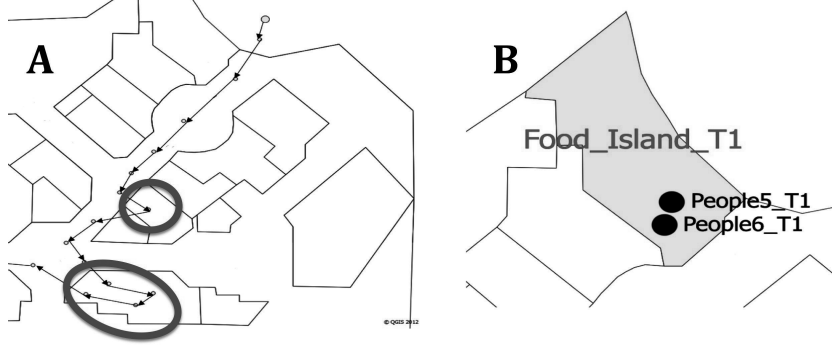 A
B
Food_Island_T1
People5_T1
People6_T1
© QGIS 2012